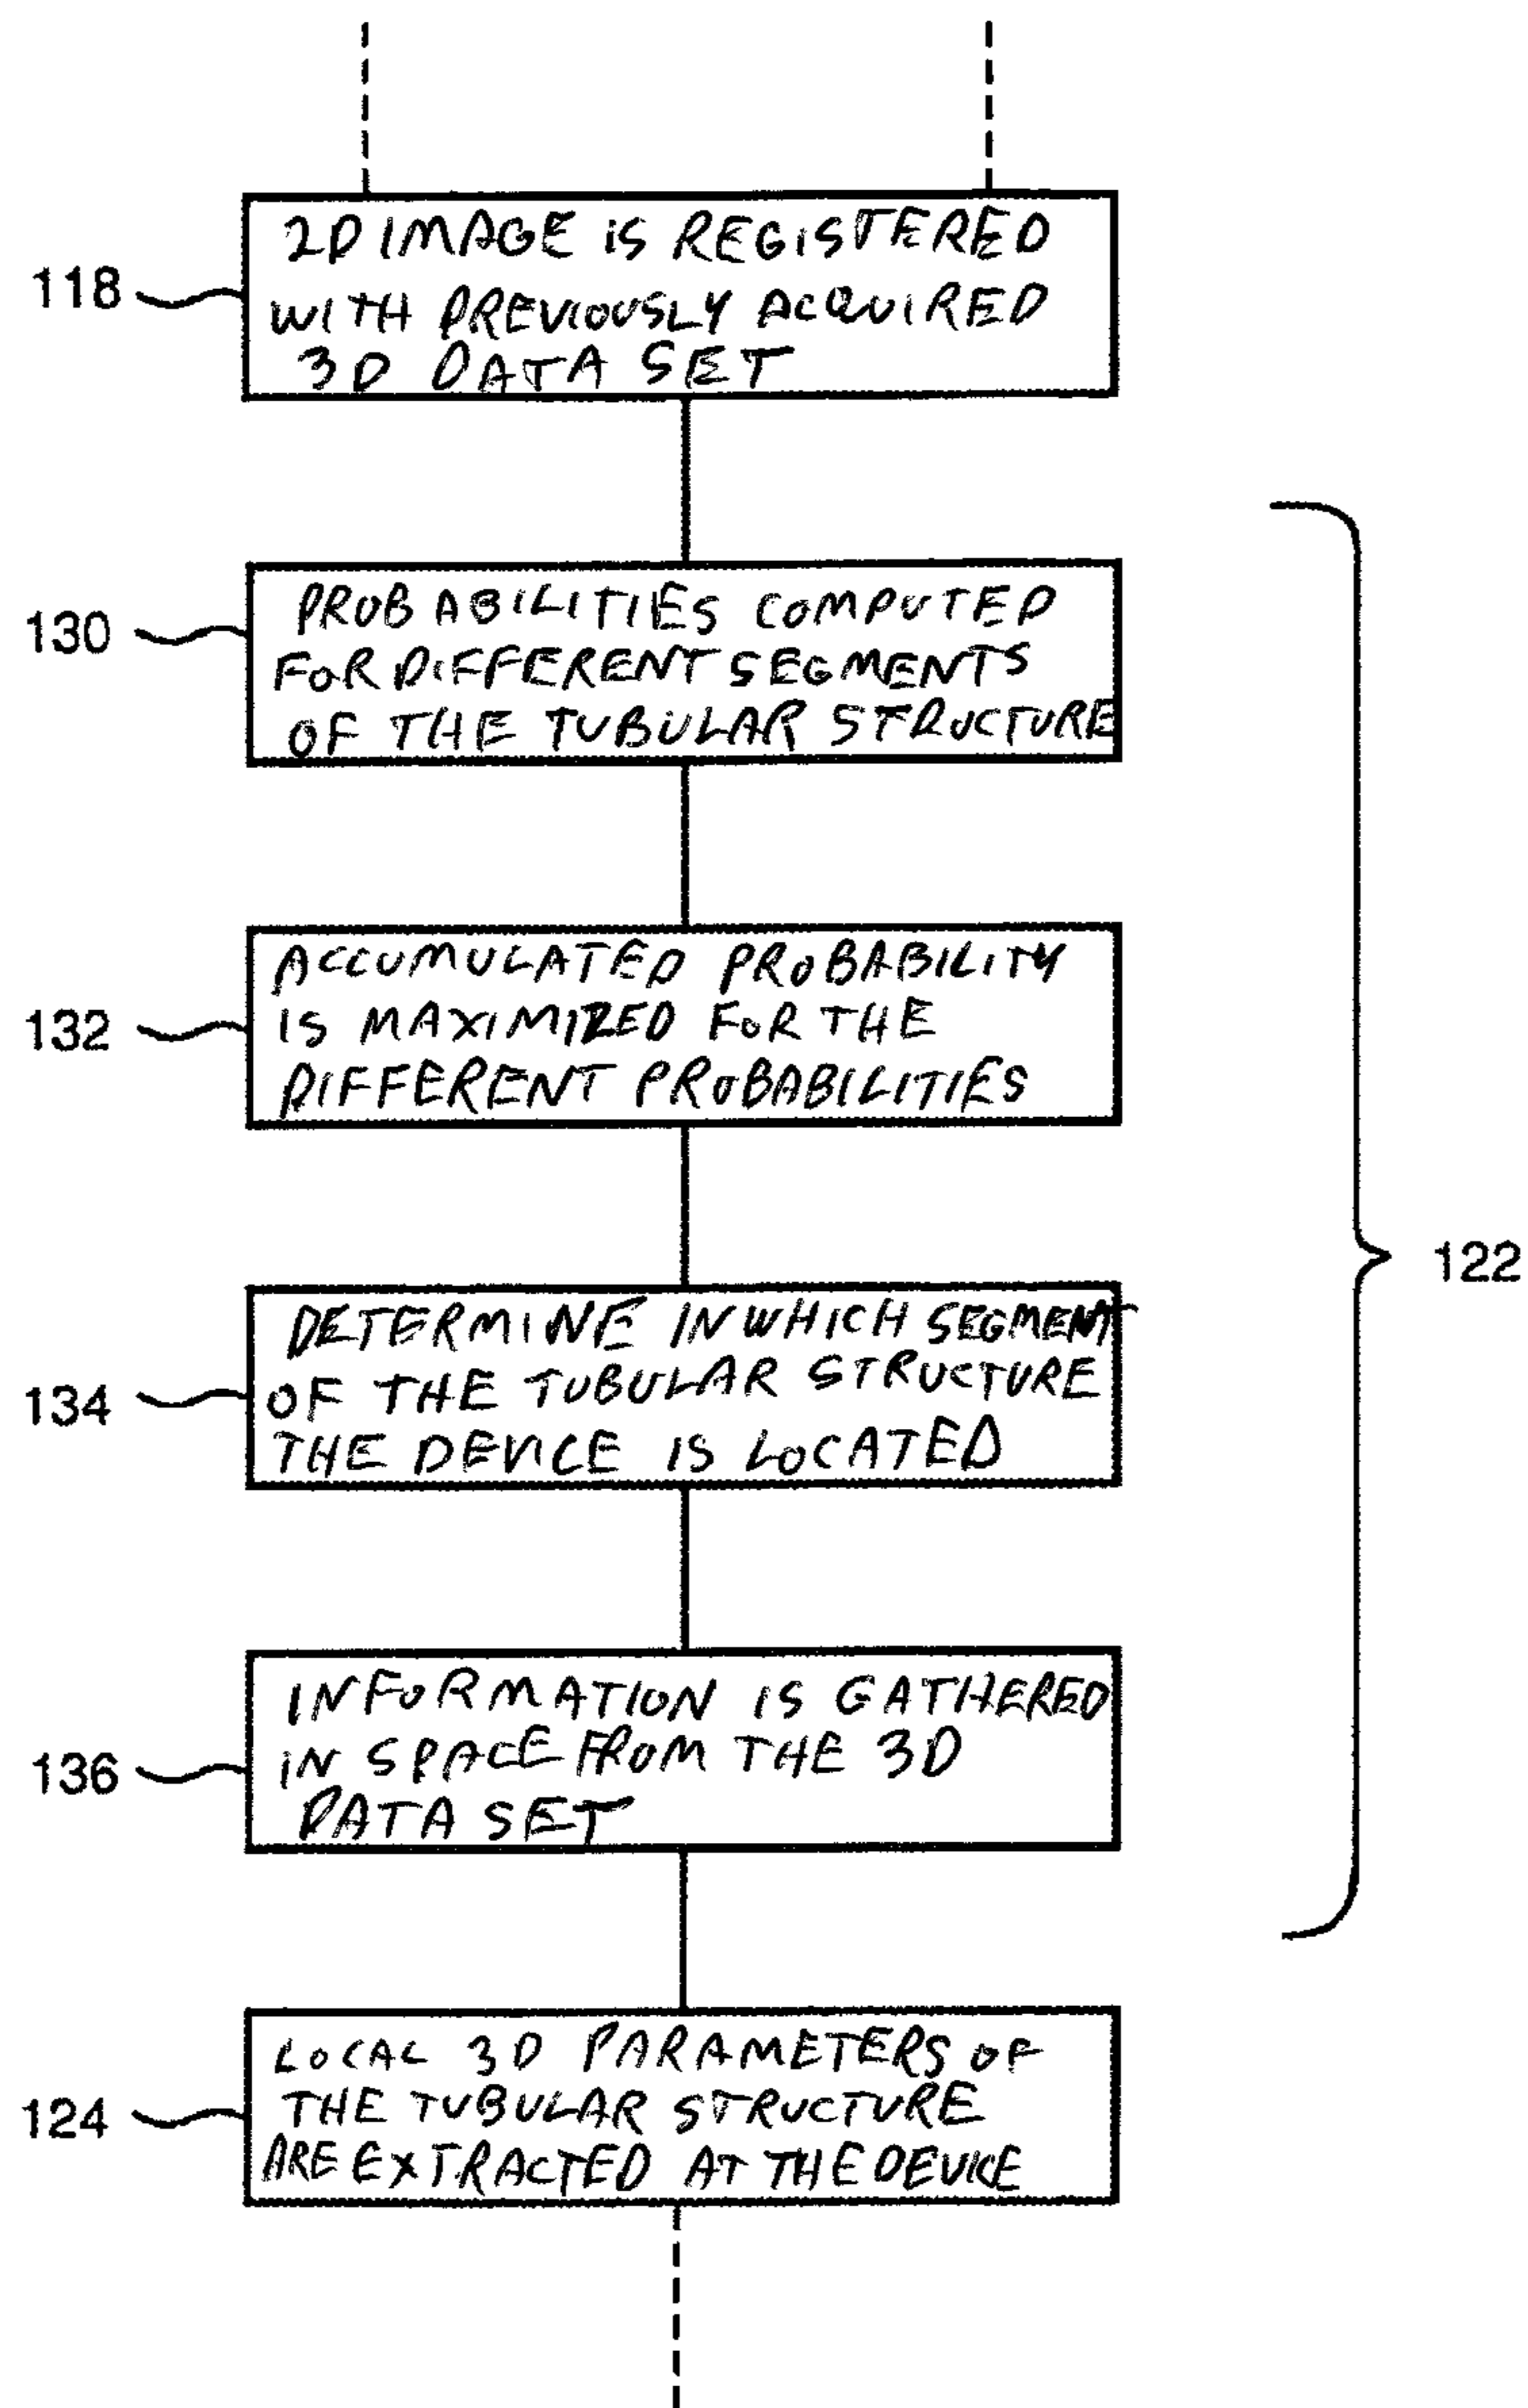 2D IMAGE IS REGISTERED
118
WITH PREVIOUSLY ACQUIRED
3D DATA SET
PROBABILITIES COMPUTED
130
FOR DIFFERENT SEGMENTS
OF THE TUBULAR STRUCTURE
ACCUMULATED PROBABILITY
132
IS MAXIMIZED FOR THE
DIFFERENT PROBABILITIES
122
DETERMINE IN WHICH SEGMENT
134
OF THE TUBULAR STRUCTURE
THE DEVICE IS LOCATED
INFORMATION IS GATHERED
136
IN SPACE FROM THE 3D
DATA SET
LOCAL 3D PARAMETERS OF
124
THE TUBULAR STRUCTURE
ARE EXTRACTED AT THE DEVICE